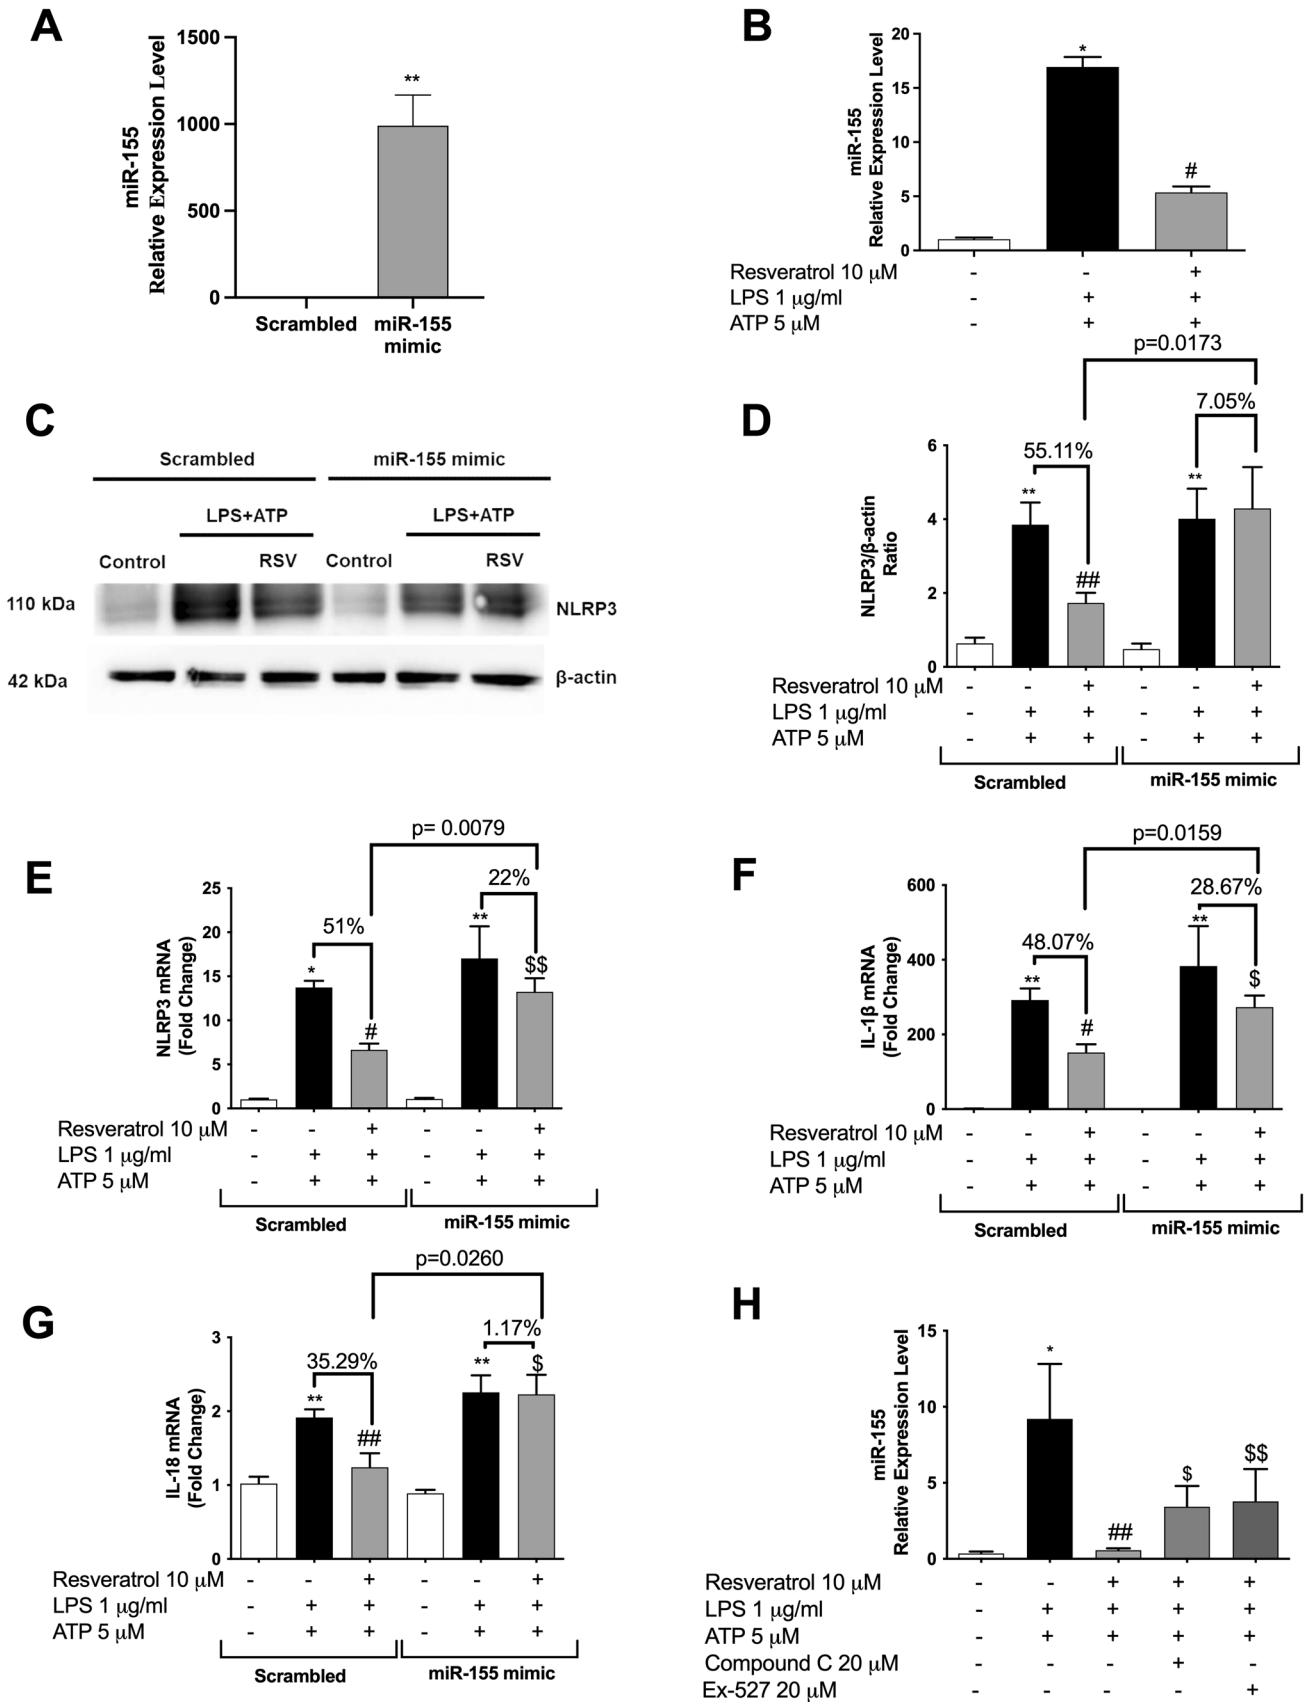 A
miR-155
Relative Expression Level
1500
1000
500
0
**
Scrambled
miR-155
mimic
B
miR-155
Relative Expression Level
20
15
10
5
0
*
#
Resveratrol 10 μM - - +
LPS 1 μg/ml - + +
ATP 5 μM - + +
C
Scrambled miR-155 mimic
LPS+ATP LPS+ATP
Control RSV Control RSV
110 kDa NLRP3
42 kDa β-actin
D
p=0.0173
7.05%
55.11%
NLRP3/β-actin
Ratio
6
4
2
0
** ## **
Resveratrol 10 μM - - + - - +
LPS 1 μg/ml - + + - + +
ATP 5 μM - + + - + +
Scrambled miR-155 mimic
E
p= 0.0079
22%
51%
NLRP3 mRNA
(Fold Change)
25
20
15
10
5
0
* # ** $$
Resveratrol 10 μM - - + - - +
LPS 1 μg/ml - + + - + +
ATP 5 μM - + + - + +
Scrambled miR-155 mimic
F
p=0.0159
28.67%
48.07%
IL-1β mRNA
(Fold Change)
600
400
200
0
** # ** $
Resveratrol 10 μM - - + - - +
LPS 1 μg/ml - + + - + +
ATP 5 μM - + + - + +
Scrambled miR-155 mimic
G
p=0.0260
1.17%
35.29%
IL-18 mRNA
(Fold Change)
3
2
1
0
** ## ** $
Resveratrol 10 μM - - + - - +
LPS 1 μg/ml - + + - + +
ATP 5 μM - + + - + +
Scrambled miR-155 mimic
H
miR-155
Relative Expression Level
15
10
5
0
* ## $ $$
Resveratrol 10 μM - - + + +
LPS 1 μg/ml - + + + +
ATP 5 μM - + + + +
Compound C 20 μM - - - + -
Ex-527 20 μM - - - - +